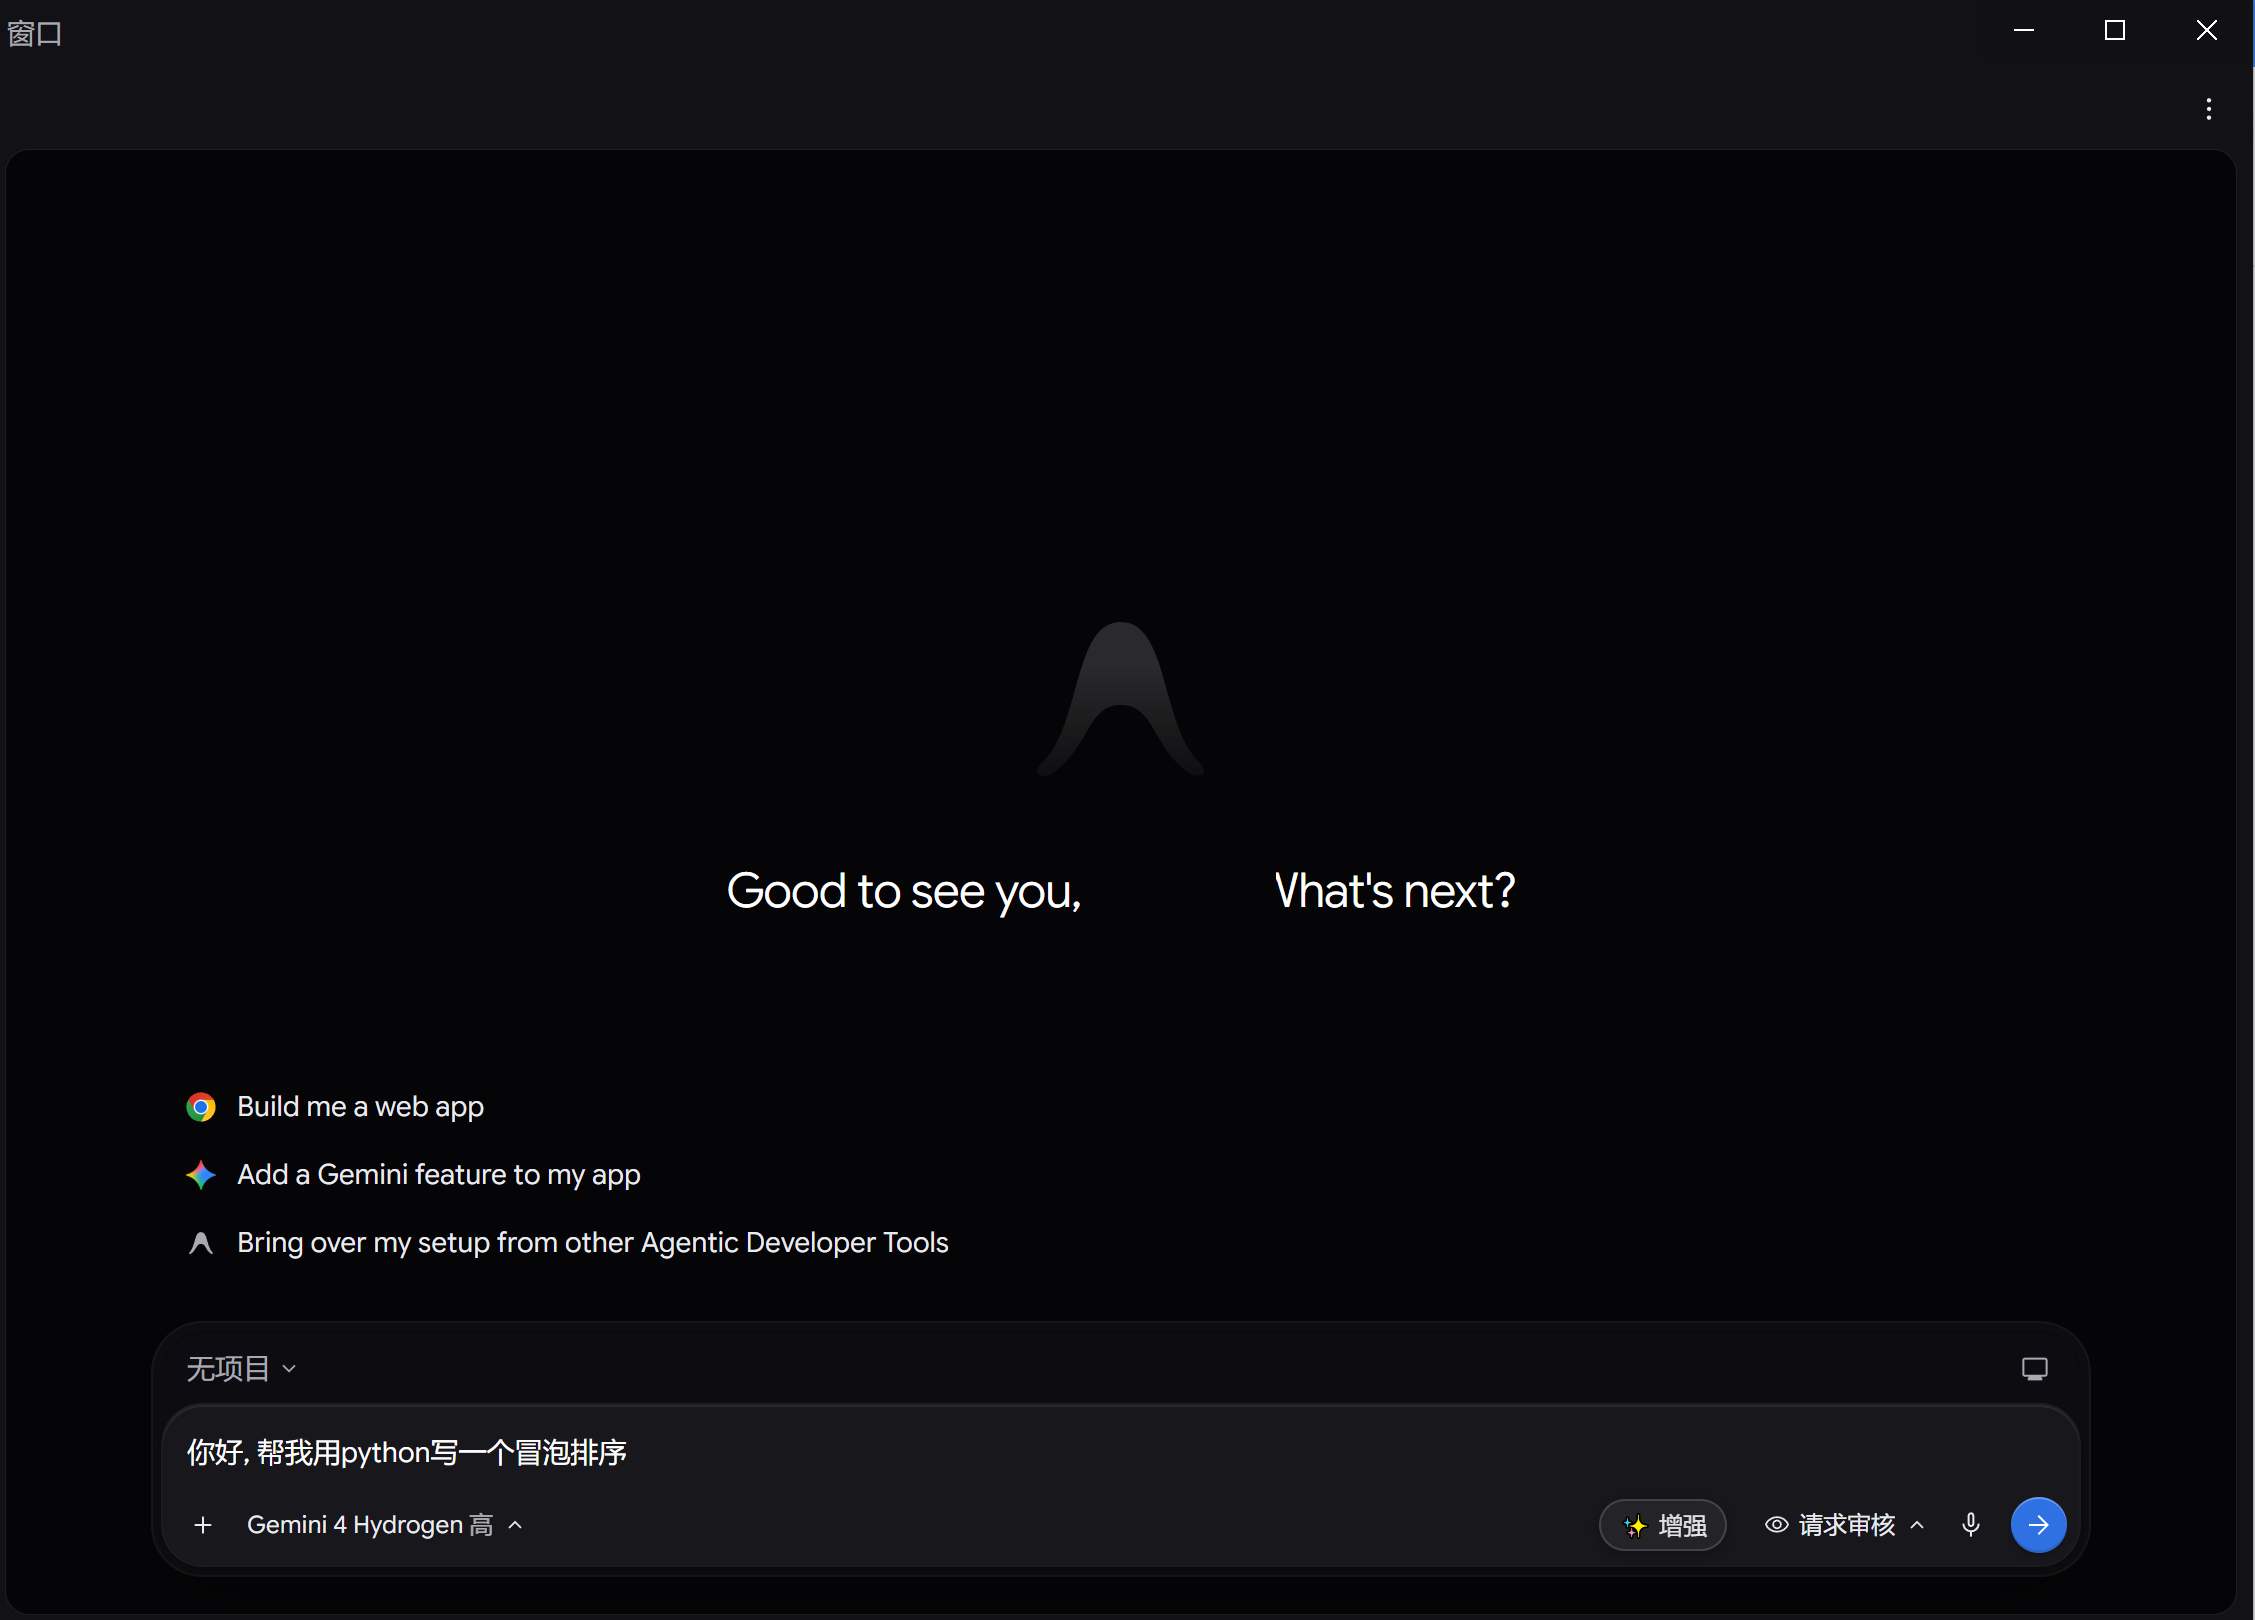 窗口
Good to see you, What's next?
Build me a web app
Add a Gemini feature to my app
Bring over my setup from other Agentic Developer Tools
无项目
你好, 帮我用python写一个冒泡排序
Gemini 4 Hydrogen 高
增强
请求审核